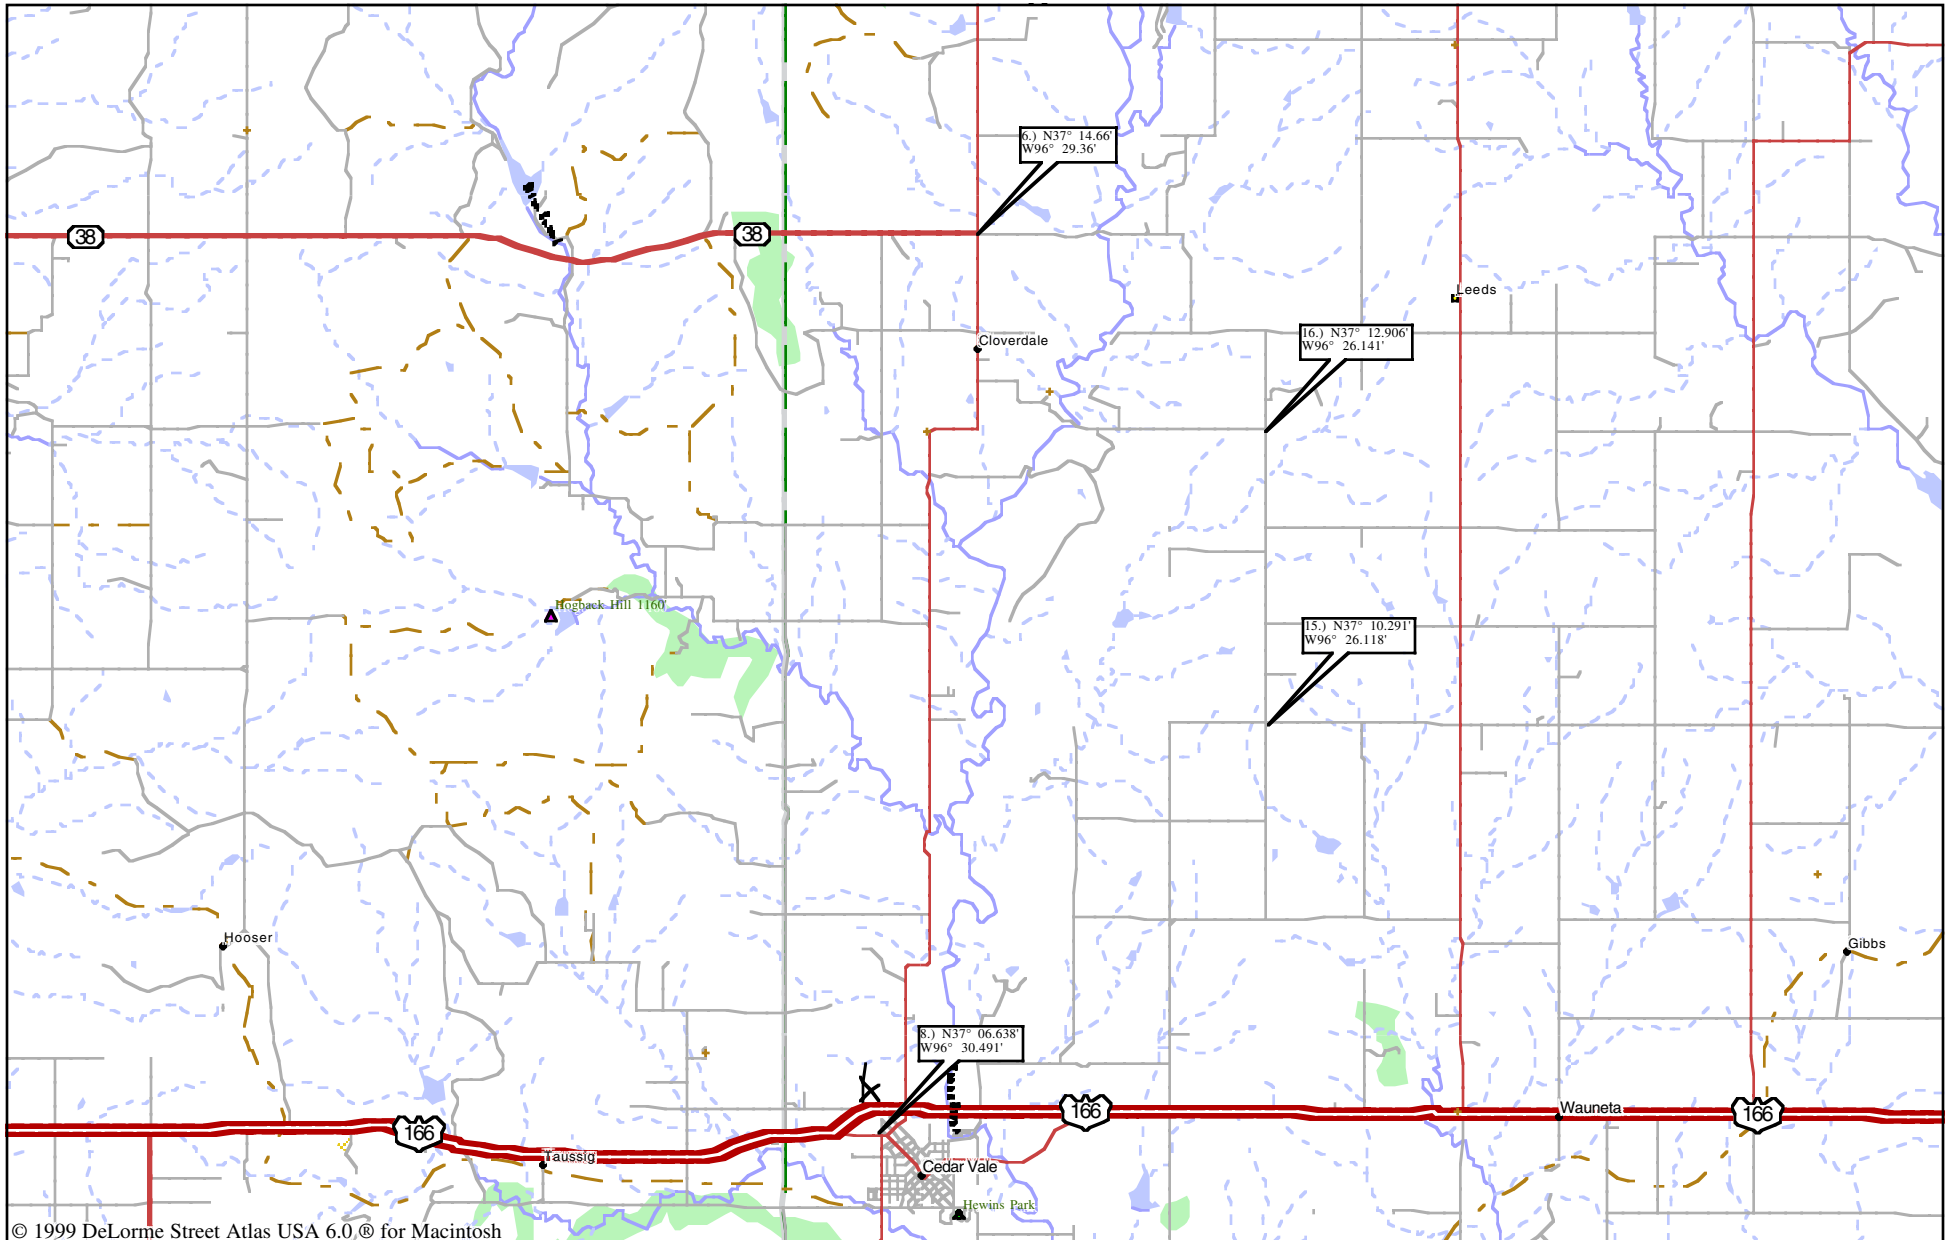 6.) N37° 14.66'
W96° 29.36'
38
38
Leeds
16.) N37° 12.906'
W96° 26.141'
Cloverdale
Hogback Hill 1160'
15.) N37° 10.291'
W96° 26.118'
Hooser
Gibbs
8.) N37° 06.638'
W96° 30.491'
166
166
166
Wauneta
Taussig
Cedar Vale
Hewins Park
© 1999 DeLorme Street Atlas USA 6.0 ® for Macintosh